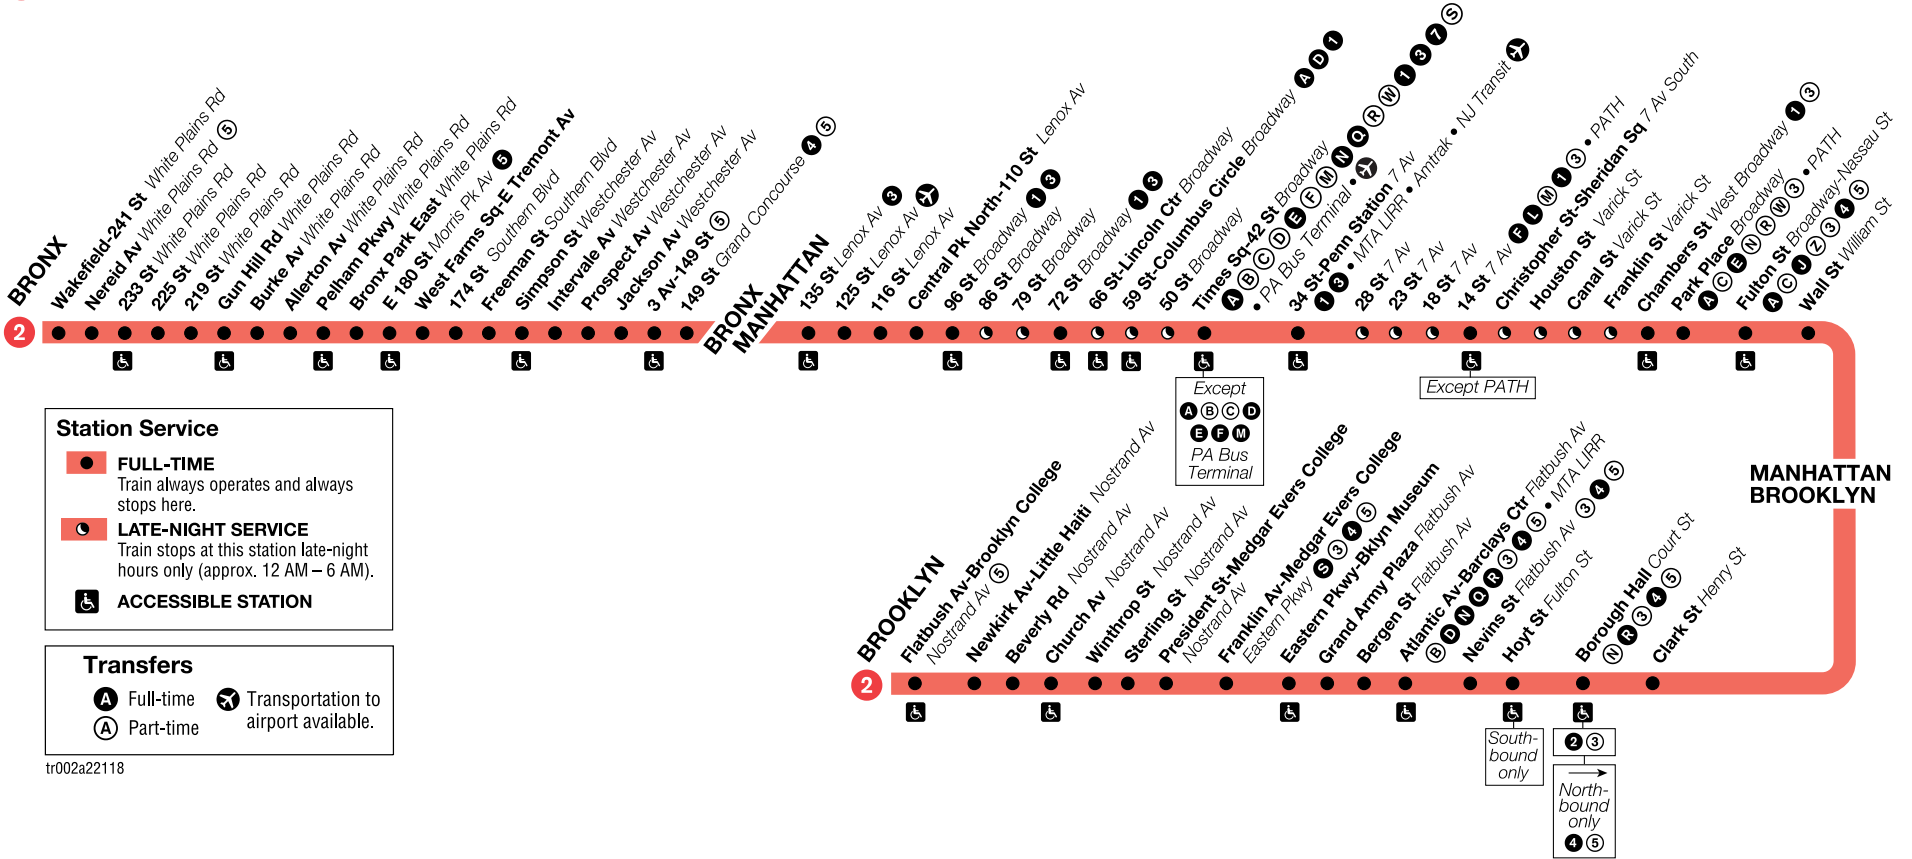 BRONX
2
Wakefield-241 St White Plains Rd
Nereid Av White Plains Rd 5
233 St White Plains Rd
225 St White Plains Rd
219 St White Plains Rd
Gun Hill Rd White Plains Rd
Burke Av White Plains Rd
Allerton Av White Plains Rd
Pelham Pkwy White Plains Rd
Bronx Park East White Plains Rd
E 180 St Morris Pk Av 5
West Farms Sq-E Tremont Av
174 St Southern Blvd
Freeman St Southern Blvd
Simpson St Westchester Av
Intervale Av Westchester Av
Prospect Av Westchester Av
Jackson Av Westchester Av
3 Av-149 St 5
149 St Grand Concourse 4 5
BRONX
MANHATTAN
135 St Lenox Av 3
125 St Lenox Av
116 St Lenox Av
Central Pk North-110 St Lenox Av
96 St Broadway 1 3
86 St Broadway
79 St Broadway
72 St Broadway 1 3
66 St-Lincoln Ctr Broadway
59 St-Columbus Circle Broadway A D 1
50 St Broadway
Times Sq-42 St Broadway
A B C D E F M N Q R W 1 3 7 S
• PA Bus Terminal •
34 St-Penn Station 7 Av
1 3 • MTA LIRR • Amtrak • NJ Transit
28 St 7 Av
23 St 7 Av
18 St 7 Av
14 St 7 Av F L M 1 3 • PATH
Christopher St-Sheridan Sq 7 Av South
Houston St Varick St
Canal St Varick St
Franklin St Varick St
Chambers St West Broadway 1 3
Park Place Broadway
A C E N R W 3 • PATH
Fulton St Broadway-Nassau St
A C J Z 3 4 5
Wall St William St
Except
A B C D
E F M
PA Bus
Terminal
Except PATH
MANHATTAN
BROOKLYN
Station Service
FULL-TIME
Train always operates and always
stops here.
LATE-NIGHT SERVICE
Train stops at this station late-night
hours only (approx. 12 AM – 6 AM).
ACCESSIBLE STATION
Transfers
A Full-time
A Part-time
Transportation to
airport available.
tr002a22118
BROOKLYN
2
Flatbush Av-Brooklyn College
Nostrand Av 5
Newkirk Av-Little Haiti Nostrand Av
Beverly Rd Nostrand Av
Church Av Nostrand Av
Winthrop St Nostrand Av
Sterling St Nostrand Av
President St-Medgar Evers College
Nostrand Av
Franklin Av-Medgar Evers College
Eastern Pkwy S 3 4 5
Eastern Pkwy-Bklyn Museum
Grand Army Plaza Flatbush Av
Bergen St Flatbush Av
Atlantic Av-Barclays Ctr Flatbush Av
B D N Q R 3 4 5 • MTA LIRR
Nevins St Flatbush Av 3 4 5
Hoyt St Fulton St
Borough Hall Court St
N R 3 4 5
Clark St Henry St
South-
bound
only
2 3
North-
bound
only
4 5